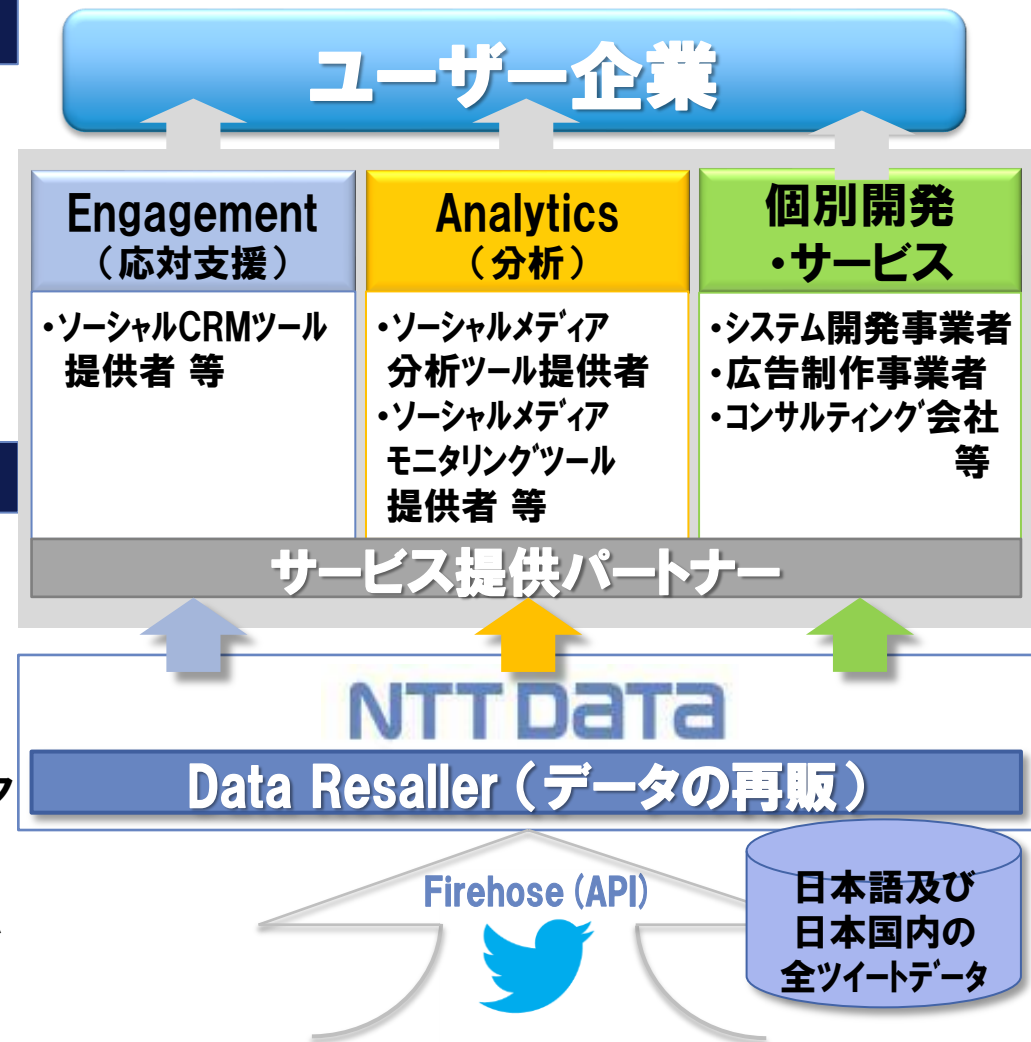 ユーザー企業
Engagement
（応対支援）
・ソーシャルCRMツール
提供者 等
Analytics
（分析）
・ソーシャルメディア
分析ツール提供者
・ソーシャルメディア
モニタリングツール
提供者 等
個別開発
・サービス
・システム開発事業者
・広告制作事業者
・コンサルティング会社
等
サービス提供パートナー
NTT DATA
Data Resaller（データの再販）
ク
Firehose (API)
日本語及び
日本国内の
全ツイートデータ